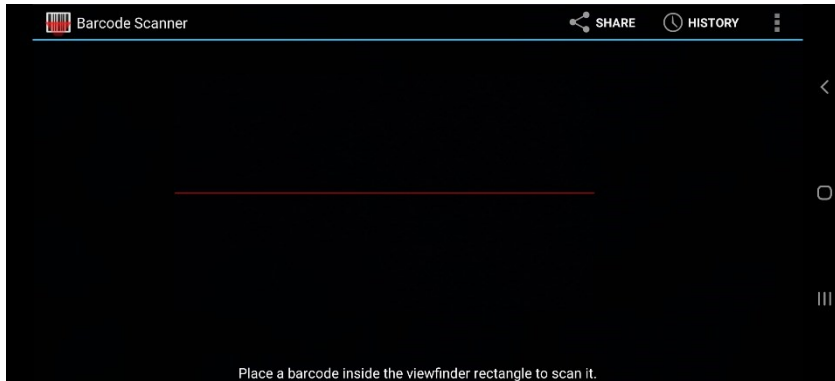 Barcode Scanner
SHARE
HISTORY
Place a barcode inside the viewfinder rectangle to scan it.